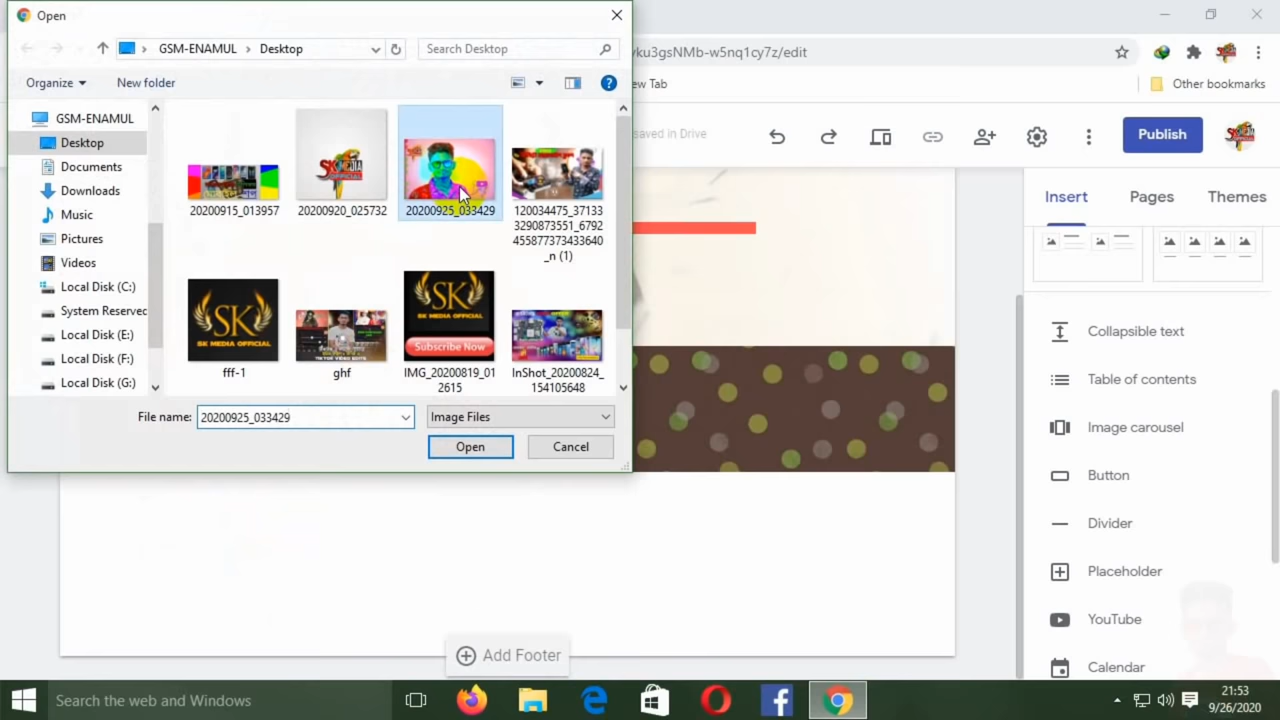 Open
GSM-ENAMUL
Desktop
Search Desktop
/ku3gsNMb-w5nq1cy7z/edit
Organize
New folder
ew Tab
Other bookmarks
GSM-ENAMUL
Desktop
Documents
Downloads
Music
Pictures
Videos
Local Disk (C:)
System Reserved
Local Disk (E:)
Local Disk (F:)
Local Disk (G:)
20200915_013957
20200920_025732
20200925_033429
120034475_37133
3290873551_6792
455877373433640
_n (1)
SK
SK MEDIA OFFICIAL
SK
Subscribe Now
fff-1
ghf
IMG_20200819_01
2615
InShot_20200824_
154105648
File name:
20200925_033429
Image Files
Open
Cancel
saved in Drive
Publish
Insert
Pages
Themes
Collapsible text
Table of contents
Image carousel
Button
Divider
Placeholder
YouTube
Calendar
Add Footer
Search the web and Windows
21:53
9/26/2020